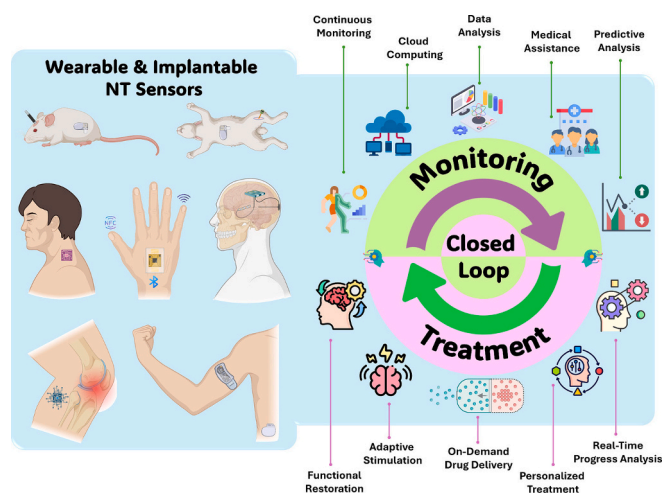 Wearable & Implantable
NT Sensors
NFC
Continuous
Monitoring
Cloud
Computing
Data
Analysis
Medical
Assistance
Predictive
Analysis
Monitoring
Closed
Loop
Treatment
Functional
Restoration
Adaptive
Stimulation
On-Demand
Drug Delivery
Personalized
Treatment
Real-Time
Progress Analysis